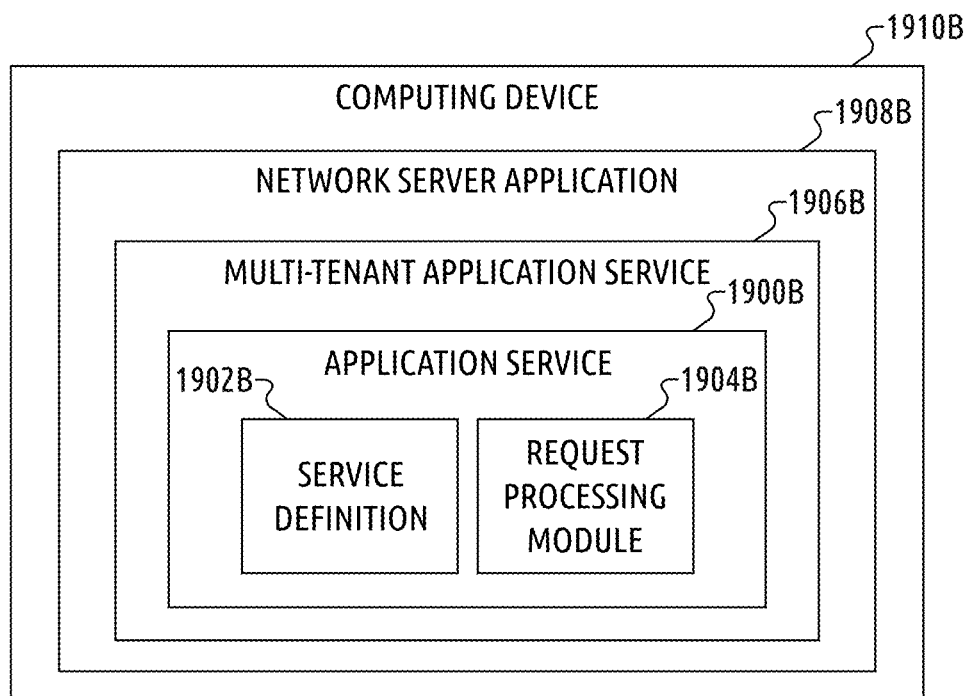 1910B
COMPUTING DEVICE
1908B
NETWORK SERVER APPLICATION
1906B
MULTI-TENANT APPLICATION SERVICE
1900B
APPLICATION SERVICE
1902B
1904B
SERVICE
DEFINITION
REQUEST
PROCESSING
MODULE